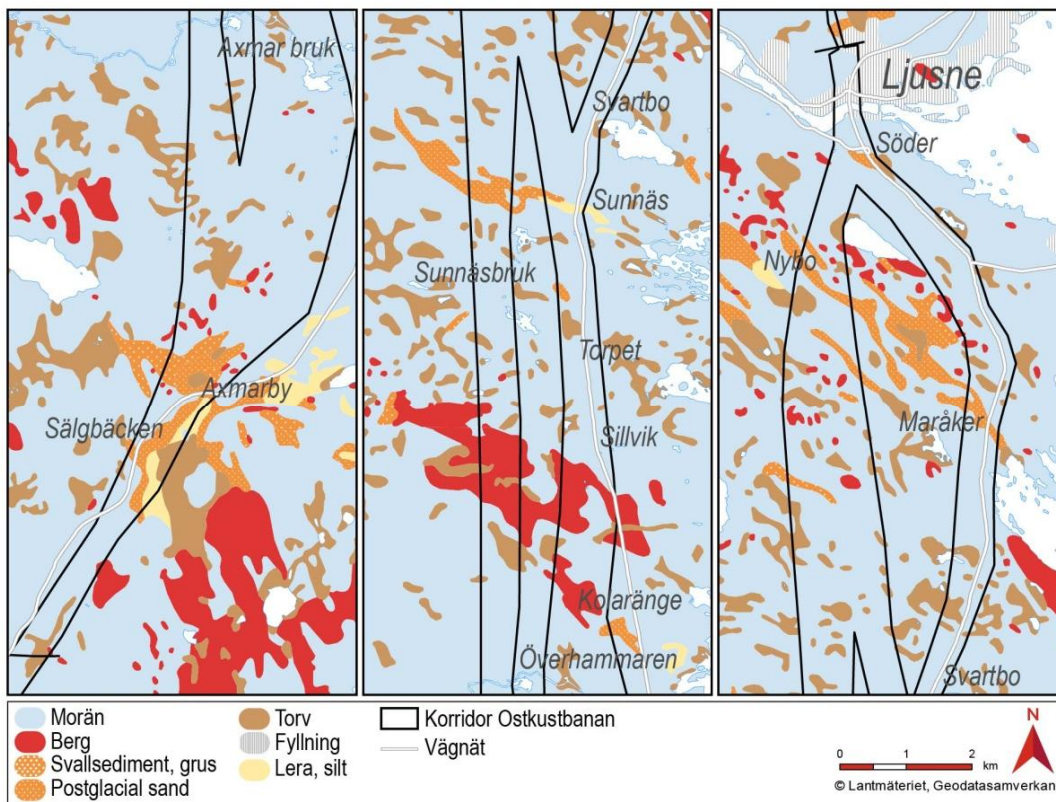 Axmar bruk
Axmarby
Sälgbäcken
Svartbo
Sunnäs
Sunnäsbruk
Torpet
Sillvik
Kolaränge
Överhammaren
Ljusne
Söder
Nybo
Maråker
Svartbo
Morän
Berg
Svallsediment, grus
Postglacial sand
Torv
Fyllning
Lera, silt
Korridor Ostkustbanan
Vägnät
N
0 1 2
km
© Lantmäteriet, Geodatasamverkan